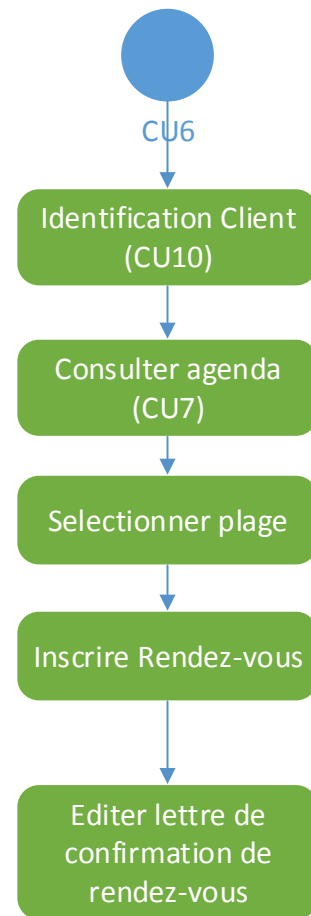 CU6
Identification Client
(CU10)
Consulter agenda
(CU7)
Selectionner plage
Inscrire Rendez-vous
Editer lettre de
confirmation de
rendez-vous